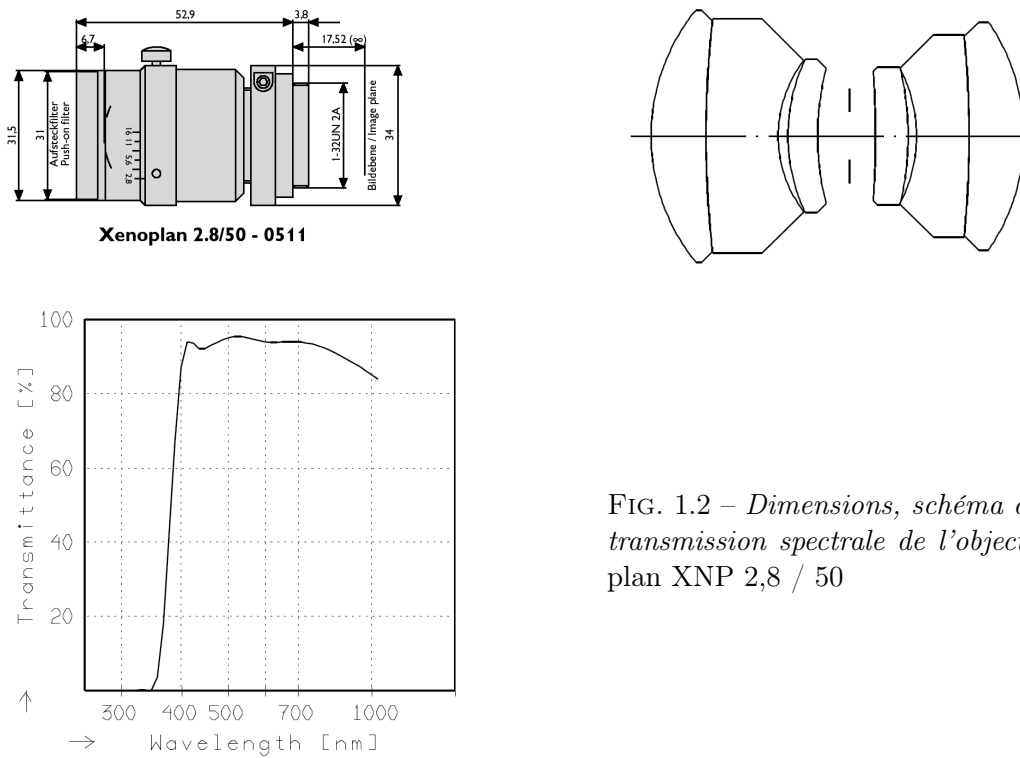 52,9
3,8
6,7
17,52 (∞)
31,5
31
Aufsteckfilter
Push-on filter
16
11
5,6
2,8
1-32UN 2A
Bildebene / Image plane
34
Xenoplan 2.8/50 - 0511
100
80
60
40
20
Transmittance [%]
300 400 500 700 1000
Wavelength [nm]
FIG. 1.2 – Dimensions, schéma
transmission spectrale de l'object
plan XNP 2,8 / 50